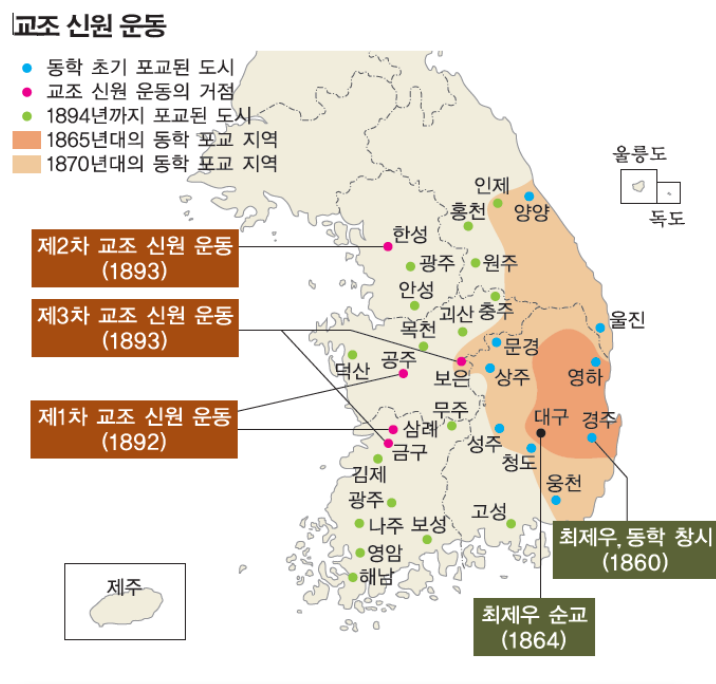 교조 신원 운동
동학 초기 포교된 도시
교조 신원 운동의 거점
1894년까지 포교된 도시
1865년대의 동학 포교 지역
1870년대의 동학 포교 지역
울릉도
독도
인제
양양
홍천
한성
제2차 교조 신원 운동
(1893)
광주
원주
안성
제3차 교조 신원 운동
(1893)
괴산
충주
울진
목천
문경
덕산
공주
보은
상주
영하
제1차 교조 신원 운동
(1892)
무주
대구
경주
삼례
성주
금구
청도
김제
웅천
광주
고성
나주
보성
최제우, 동학 창시
(1860)
영암
해남
제주
최제우 순교
(1864)